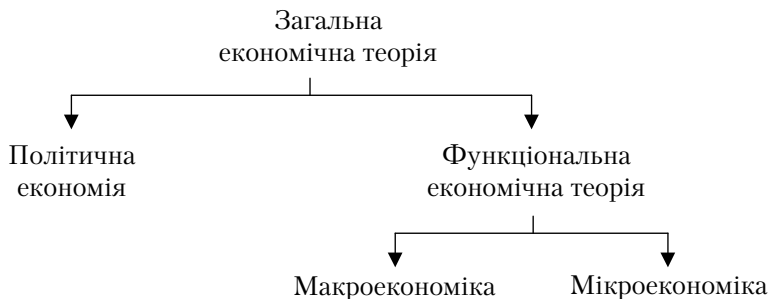 Загальна
економічна теорія
Політична
економія
Функціональна
економічна теорія
Макроекономіка
Мікроекономіка